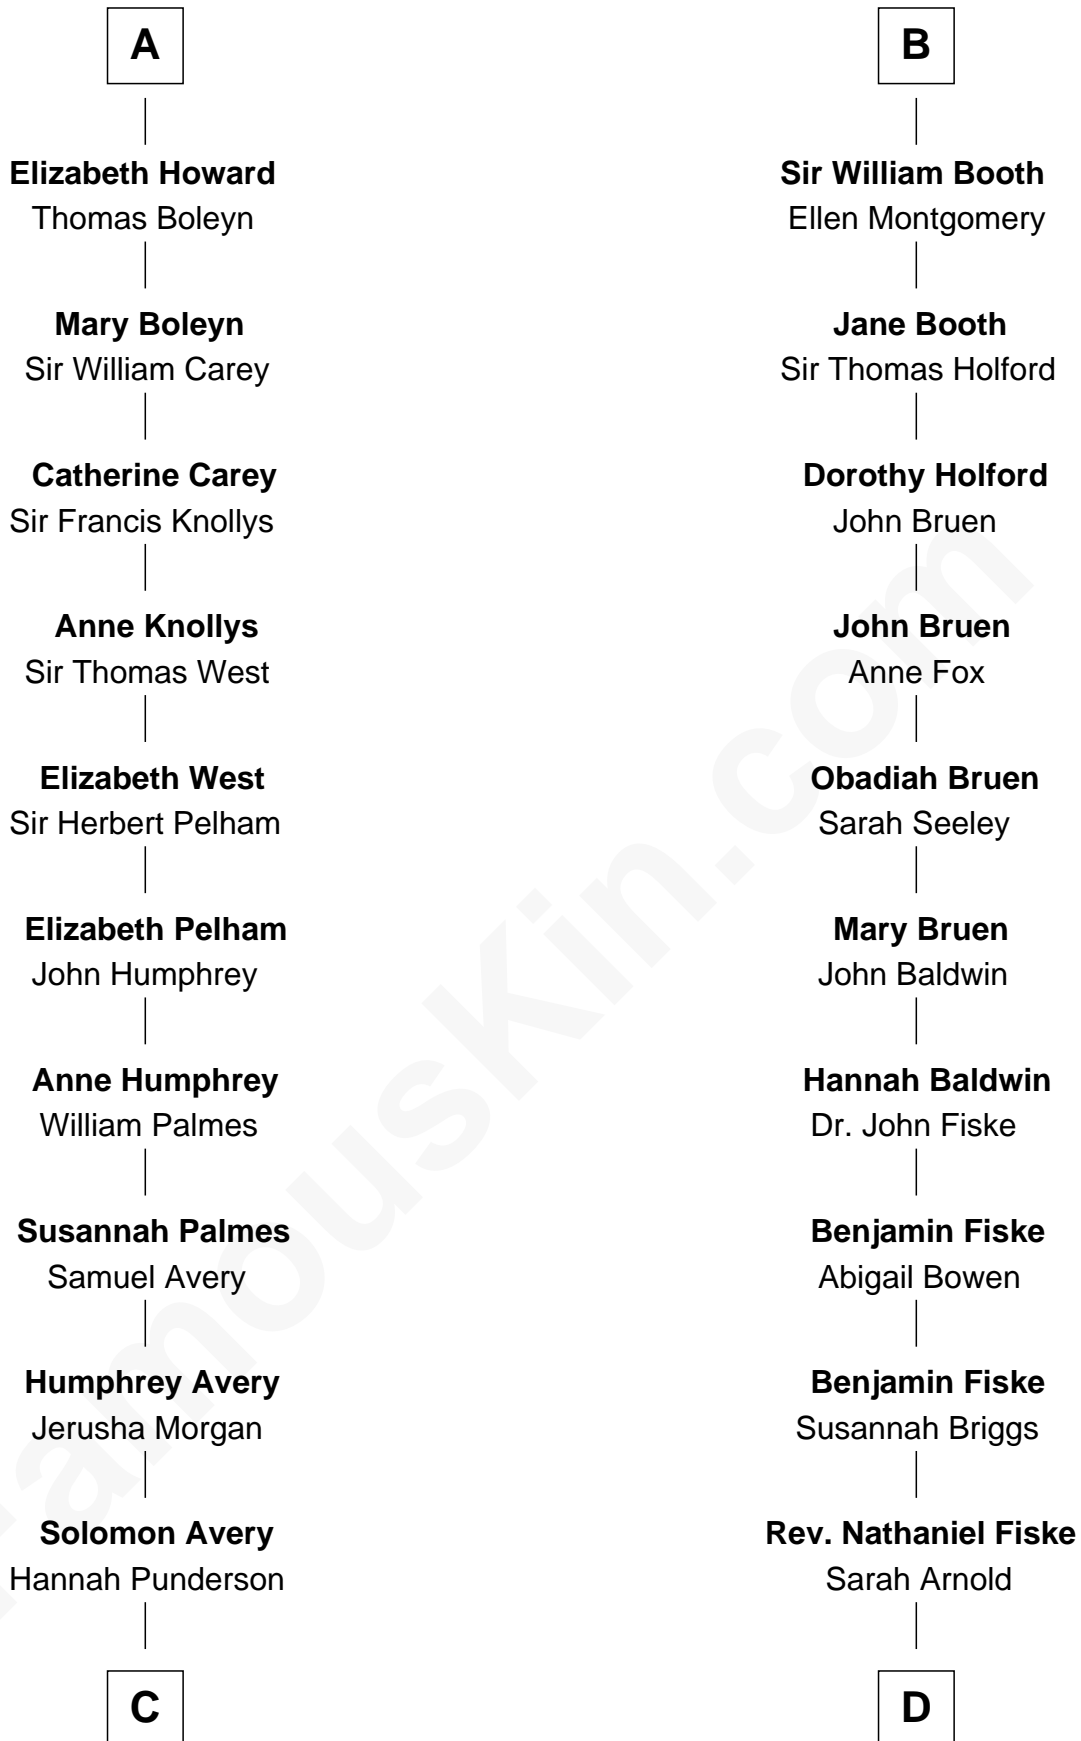 A
Elizabeth Howard
Thomas Boleyn
Mary Boleyn
Sir William Carey
Catherine Carey
Sir Francis Knollys
Anne Knollys
Sir Thomas West
Elizabeth West
Sir Herbert Pelham
Elizabeth Pelham
John Humphrey
Anne Humphrey
William Palmes
Susannah Palmes
Samuel Avery
Humphrey Avery
Jerusha Morgan
Solomon Avery
Hannah Punderson
C
B
Sir William Booth
Ellen Montgomery
Jane Booth
Sir Thomas Holford
Dorothy Holford
John Bruen
John Bruen
Anne Fox
Obadiah Bruen
Sarah Seeley
Mary Bruen
John Baldwin
Hannah Baldwin
Dr. John Fiske
Benjamin Fiske
Abigail Bowen
Benjamin Fiske
Susannah Briggs
Rev. Nathaniel Fiske
Sarah Arnold
D
FamousKin.com